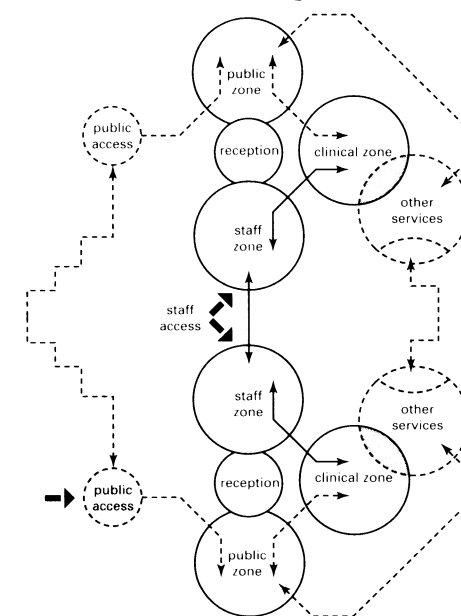 public
zone
public
access
reception
clinical zone
other
services
staff
zone
staff
access
staff
zone
other
services
clinical zone
reception
public
access
public
zone